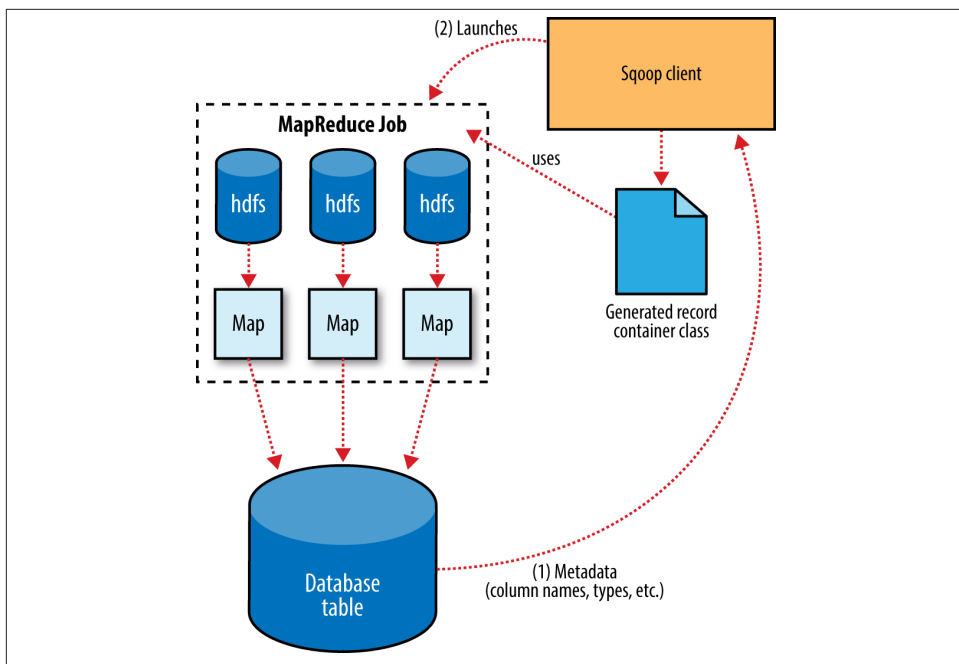 (2) Launches
Sqoop client
MapReduce Job
hdfs
hdfs
hdfs
uses
Map
Map
Map
Generated record
container class
(1) Metadata
(column names, types, etc.)
Database
table